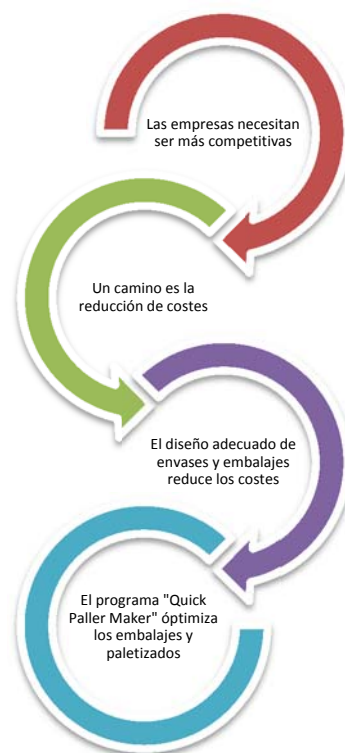 Las empresas necesitan
ser más competitivas
Un camino es la
reducción de costes
El diseño adecuado de
envases y embalajes
reduce los costes
El programa "Quick
Paller Maker" óptimiza
los embalajes y
paletizados